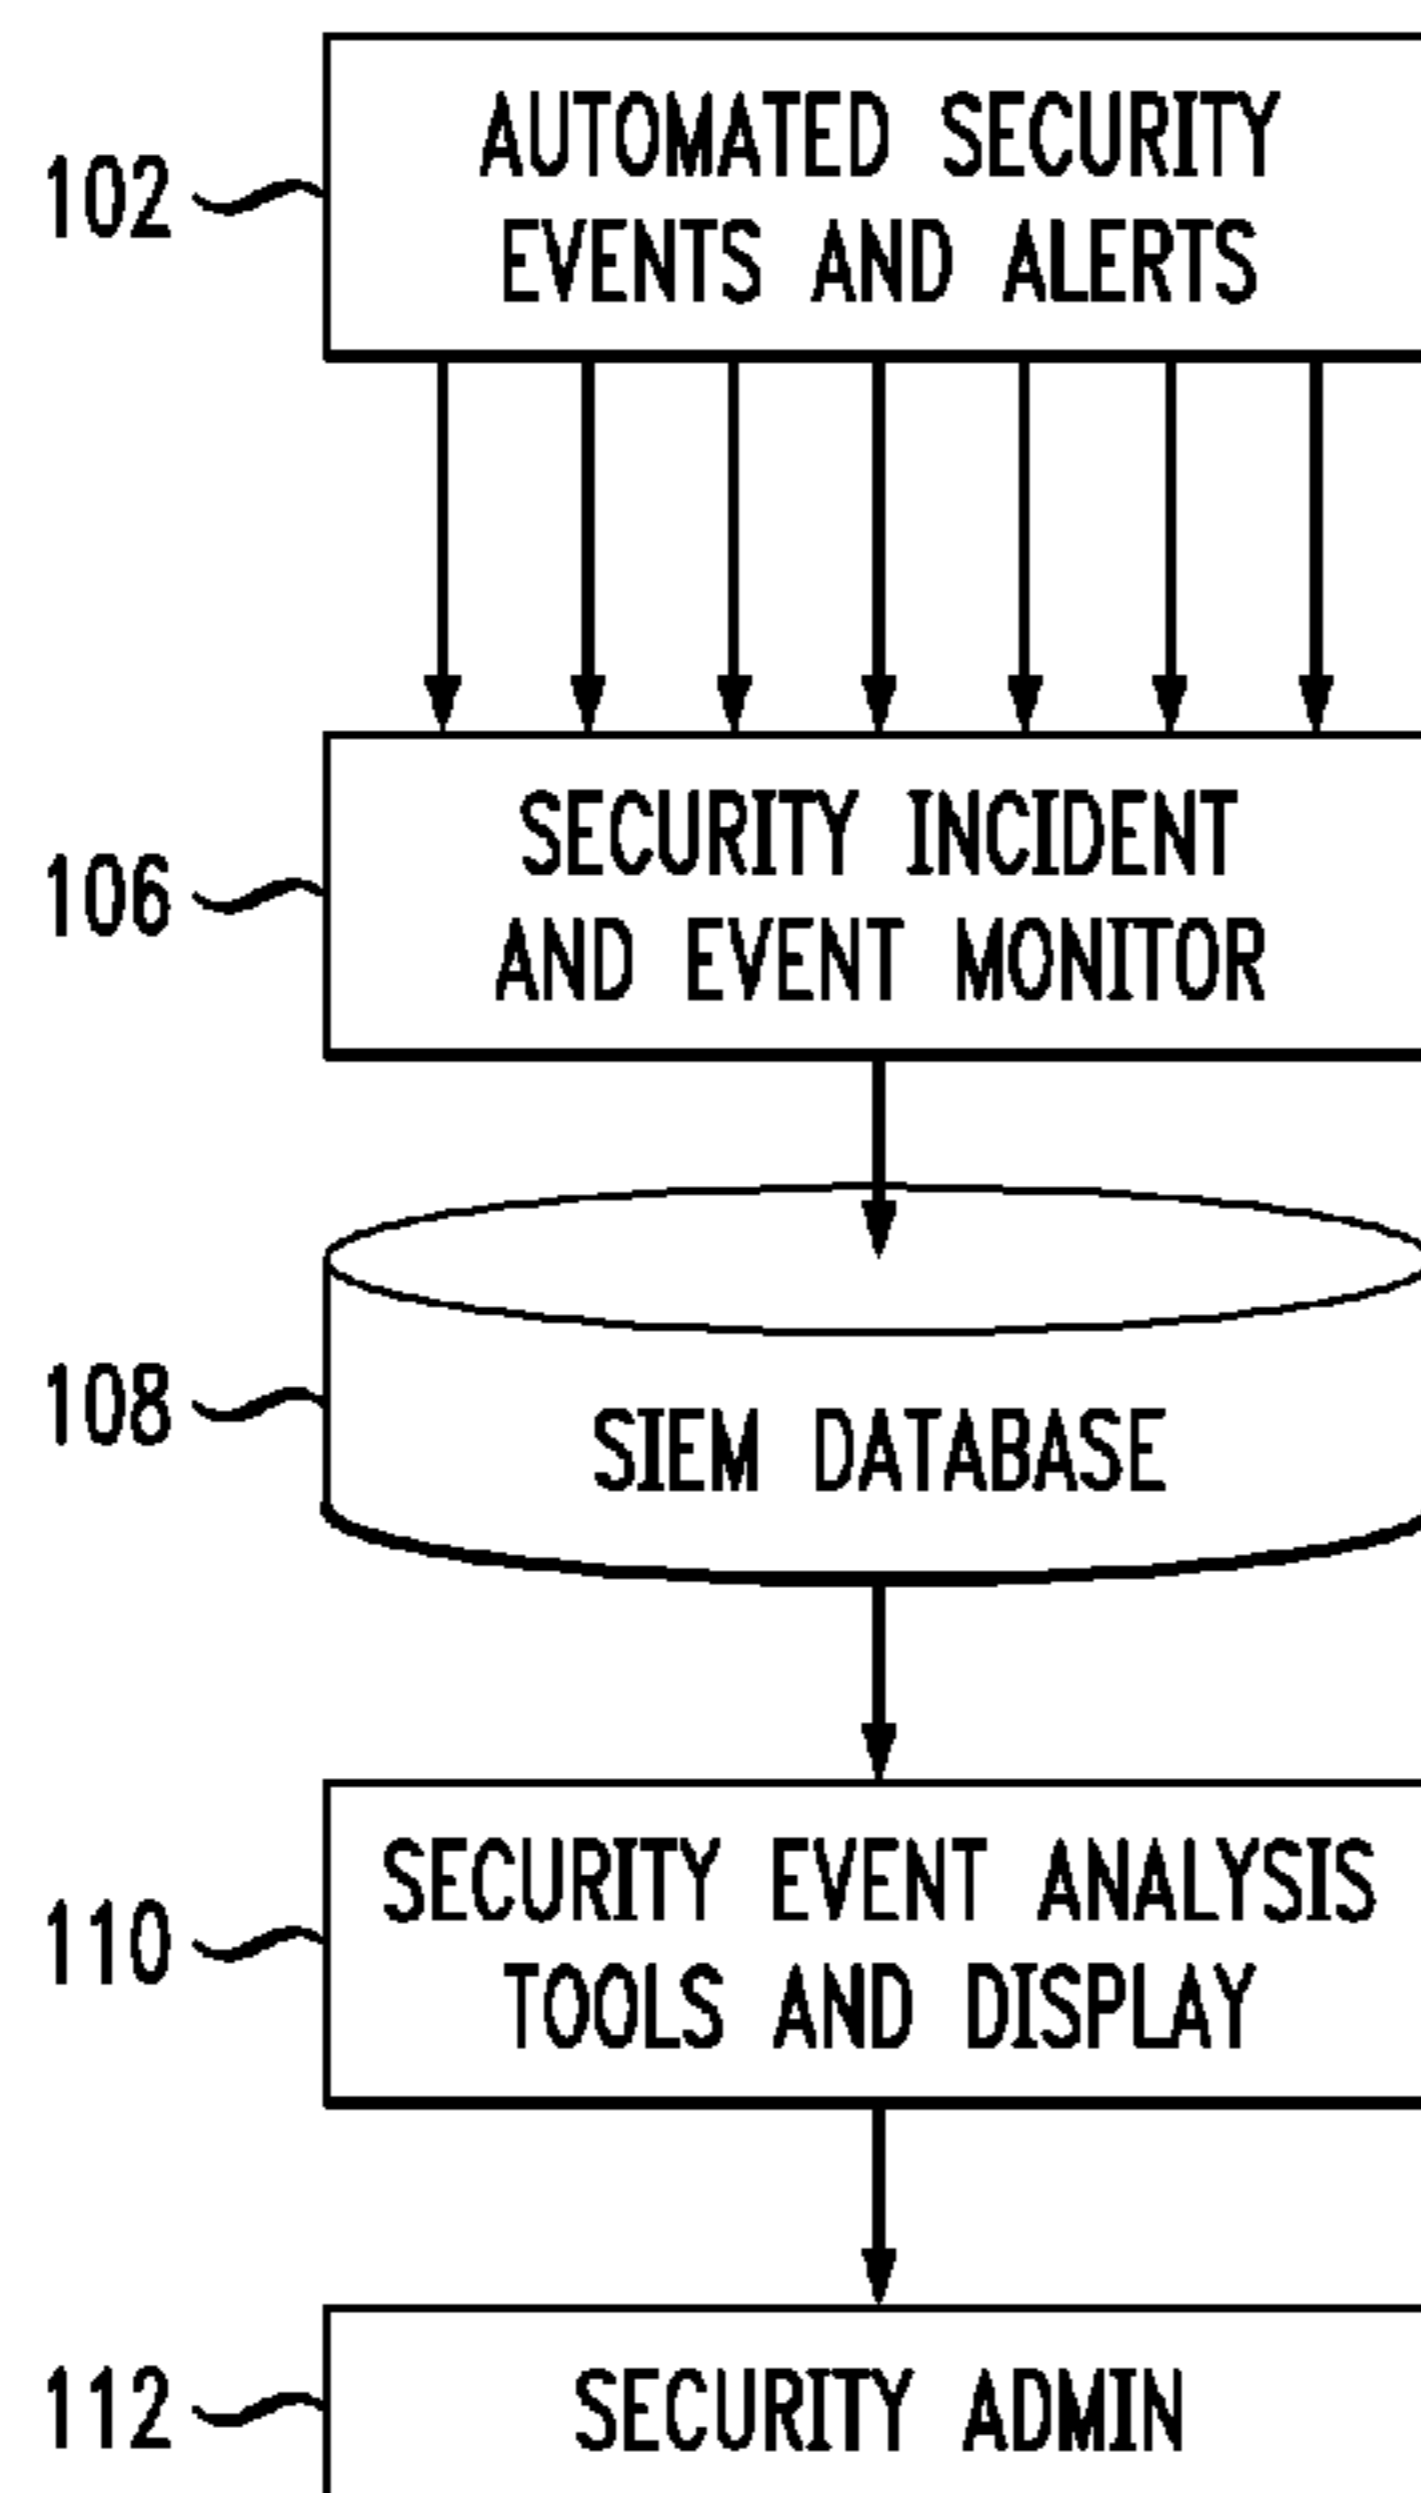 102
AUTOMATED SECURITY
EVENTS AND ALERTS
106
SECURITY INCIDENT
AND EVENT MONITOR
108
SIEM DATABASE
110
SECURITY EVENT ANALYSIS
TOOLS AND DISPLAY
112
SECURITY ADMIN